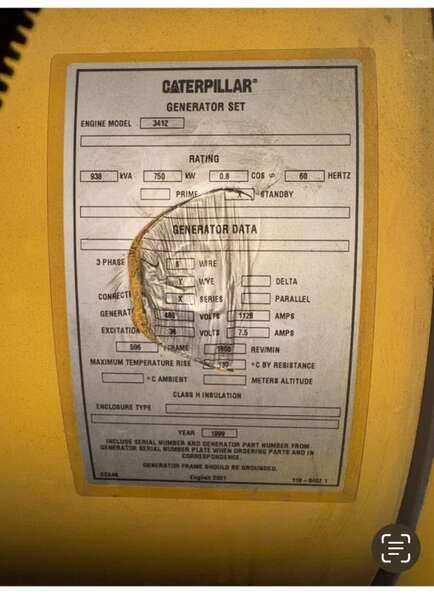 CATERPILLAR®
GENERATOR SET
ENGINE MODEL 3412
RATING
938 kVA 750 kW 0.8 COS ϕ 60 HERTZ
PRIME X STANDBY
GENERATOR DATA
3 PHASE 6 WIRE
X WYE DELTA
CONNECT X SERIES PARALLEL
GENERAT 480 VOLTS 1128 AMPS
EXCITATION 36 VOLTS 7.5 AMPS
FRAME 1800 REV/MIN
MAXIMUM TEMPERATURE RISE °C BY RESISTANCE
°C AMBIENT METERS ALTITUDE
CLASS H INSULATION
ENCLOSURE TYPE
YEAR 1999
INCLUDE SERIAL NUMBER AND GENERATOR PART NUMBER FROM
GENERATOR SERIAL NUMBER PLATE WHEN ORDERING PARTS AND IN
CORRESPONDENCE.
GENERATOR FRAME SHOULD BE GROUNDED.